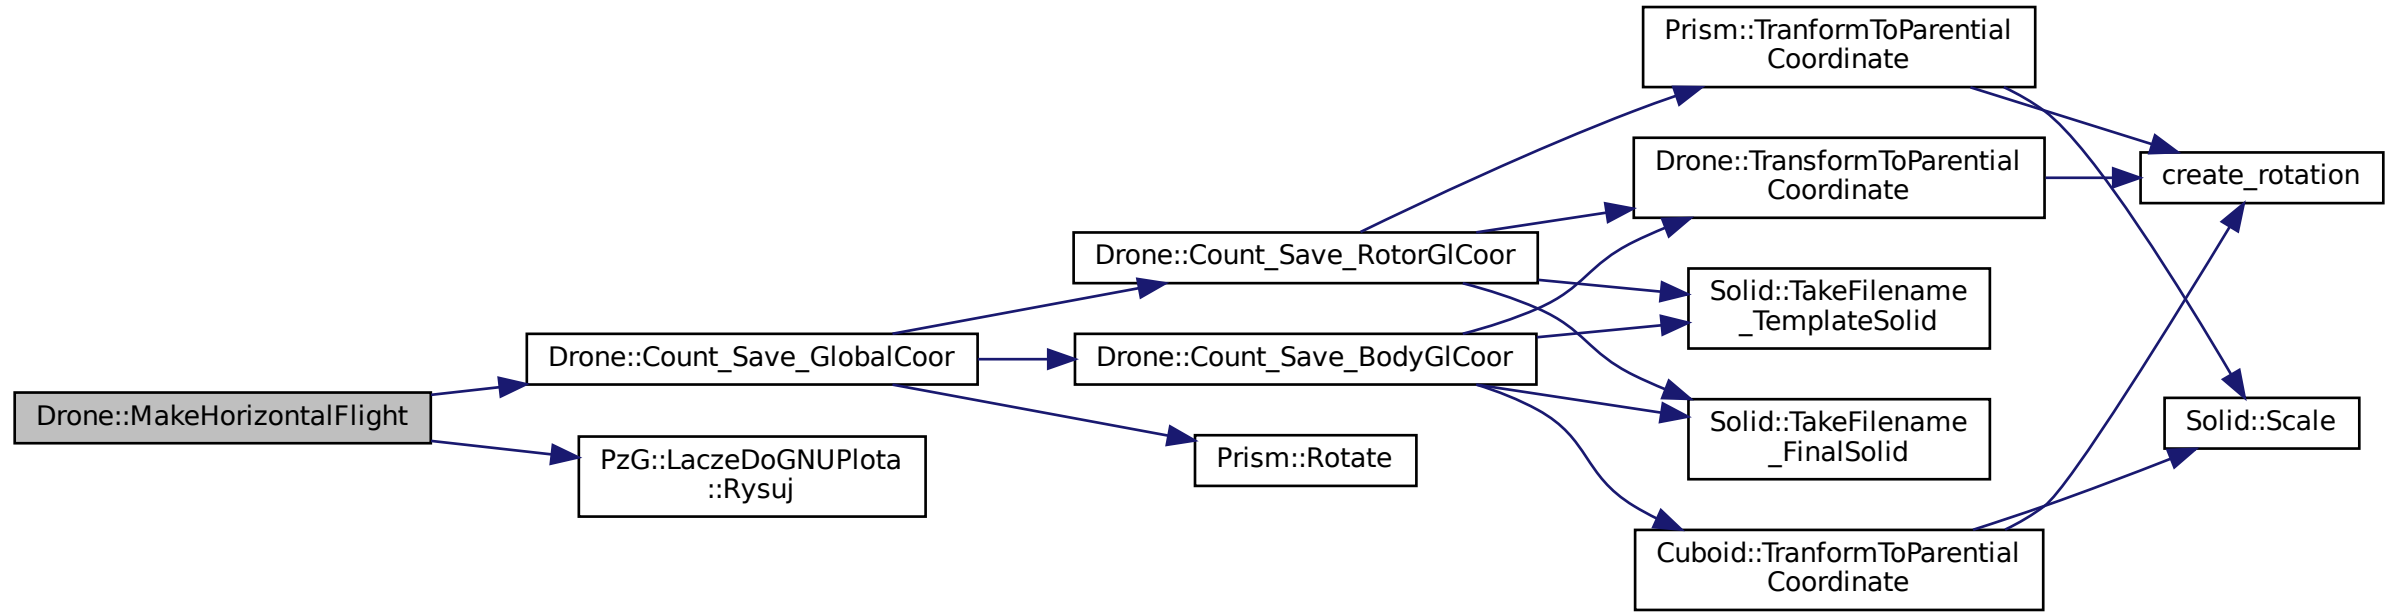 Drone::MakeHorizontalFlight
Drone::Count_Save_GlobalCoor
PzG::LaczeDoGNUPlota
::Rysuj
Drone::Count_Save_RotorGlCoor
Drone::Count_Save_BodyGlCoor
Prism::Rotate
Prism::TranformToParential
Coordinate
Drone::TransformToParential
Coordinate
Solid::TakeFilename
_TemplateSolid
Solid::TakeFilename
_FinalSolid
Cuboid::TranformToParential
Coordinate
create_rotation
Solid::Scale